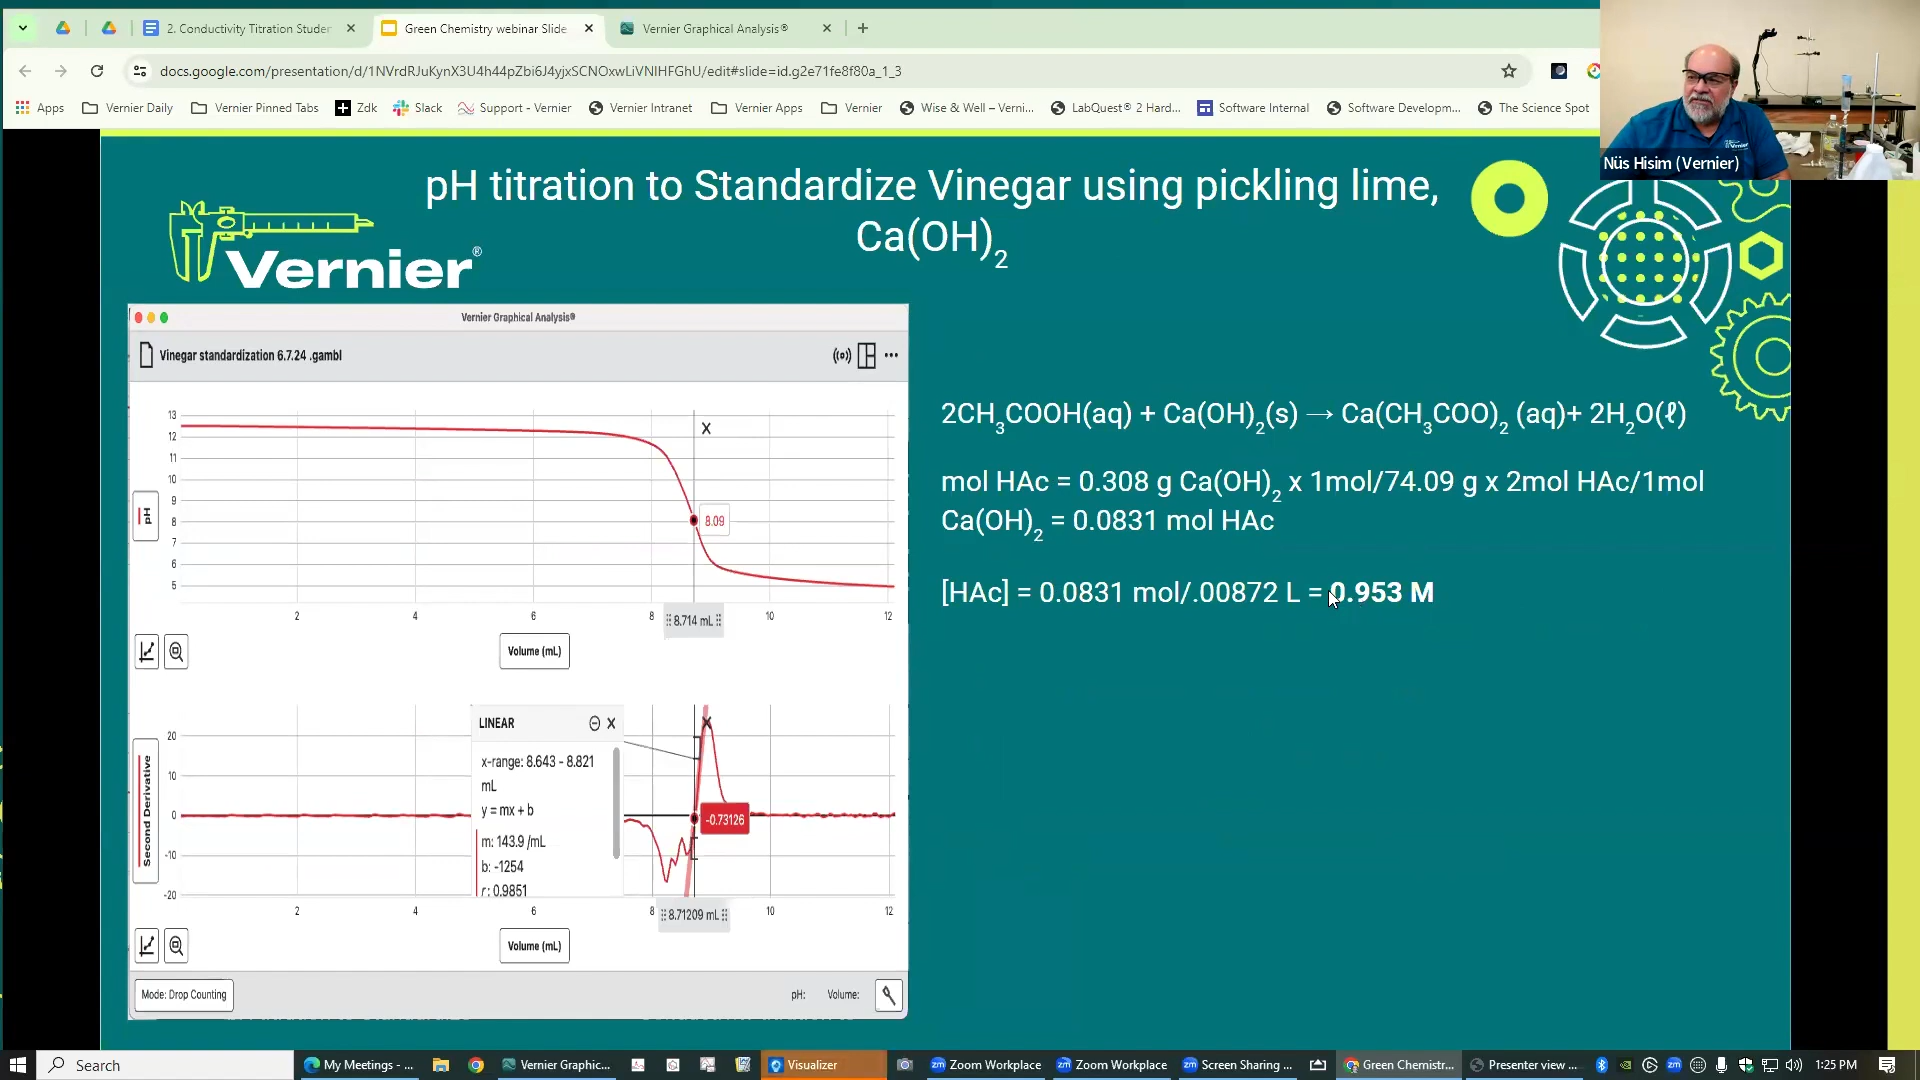 2. Conductivity Titration Studer
Green Chemistry webinar Slide
Vernier Graphical Analysis®
docs.google.com/presentation/d/1NVrdRJuKynX3U4h44pZbi6J4yjxSCNOxwLiVNIHFGhU/edit#slide=id.g2e71fe8f80a_1_3
Apps
Vernier Daily
Vernier Pinned Tabs
Zdk
Slack
Support - Vernier
Vernier Intranet
Vernier Apps
Vernier
Wise & Well – Verni...
LabQuest® 2 Hard...
Software Internal
Software Developm...
The Science Spot
Nüs Hisim (Vernier)
pH titration to Standardize Vinegar using pickling lime,
Ca(OH)₂
Vernier®
Vernier Graphical Analysis®
Vinegar standardization 6.7.24 .gambl
13
12
11
10
9
8
7
6
5
pH
X
8.09
2 4 6 8 10 12
8.714 mL
Volume (mL)
20
10
0
-10
-20
Second Derivative
LINEAR
x-range: 8.643 - 8.821
mL
y = mx + b
m: 143.9 /mL
b: -1254
r: 0.9851
X
-0.73126
2 4 6 8 10 12
8.71209 mL
Volume (mL)
Mode: Drop Counting
pH: Volume:
2CH₃COOH(aq) + Ca(OH)₂(s) → Ca(CH₃COO)₂ (aq)+ 2H₂O(ℓ)
mol HAc = 0.308 g Ca(OH)₂ x 1mol/74.09 g x 2mol HAc/1mol
Ca(OH)₂ = 0.0831 mol HAc
[HAc] = 0.0831 mol/.00872 L = 0.953 M
Search
My Meetings - ...
Vernier Graphic...
Visualizer
Zoom Workplace
Zoom Workplace
Screen Sharing ...
Green Chemistr...
Presenter view ...
1:25 PM